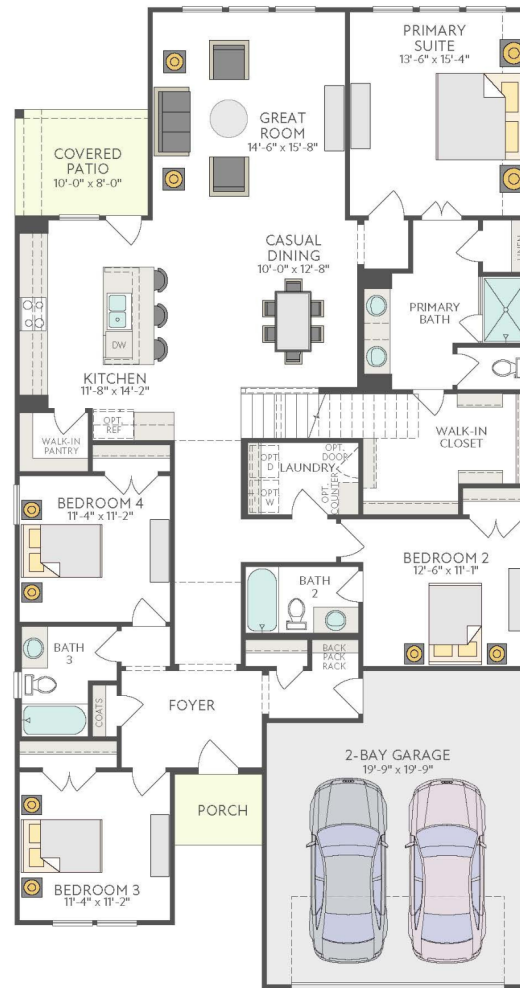 PRIMARY
SUITE
13'-6" x 15'-4"
GREAT
ROOM
14'-6" x 15'-8"
COVERED
PATIO
10'-0" x 8'-0"
CASUAL
DINING
10'-0" x 12'-8"
LINEN
PRIMARY
BATH
DW
KITCHEN
11'-8" x 14'-2"
OPT.
REF
WALK-IN
PANTRY
WALK-IN
CLOSET
OPT.
D
OPT.
W
LAUNDRY
OPT.
DOOR
OPT.
COUNTER
BEDROOM 4
11'-4" x 11'-2"
BEDROOM 2
12'-6" x 11'-1"
BATH
2
BATH
3
BACK
PACK
RACK
COATS
FOYER
2-BAY GARAGE
19'-9" x 19'-9"
PORCH
BEDROOM 3
11'-4" x 11'-2"